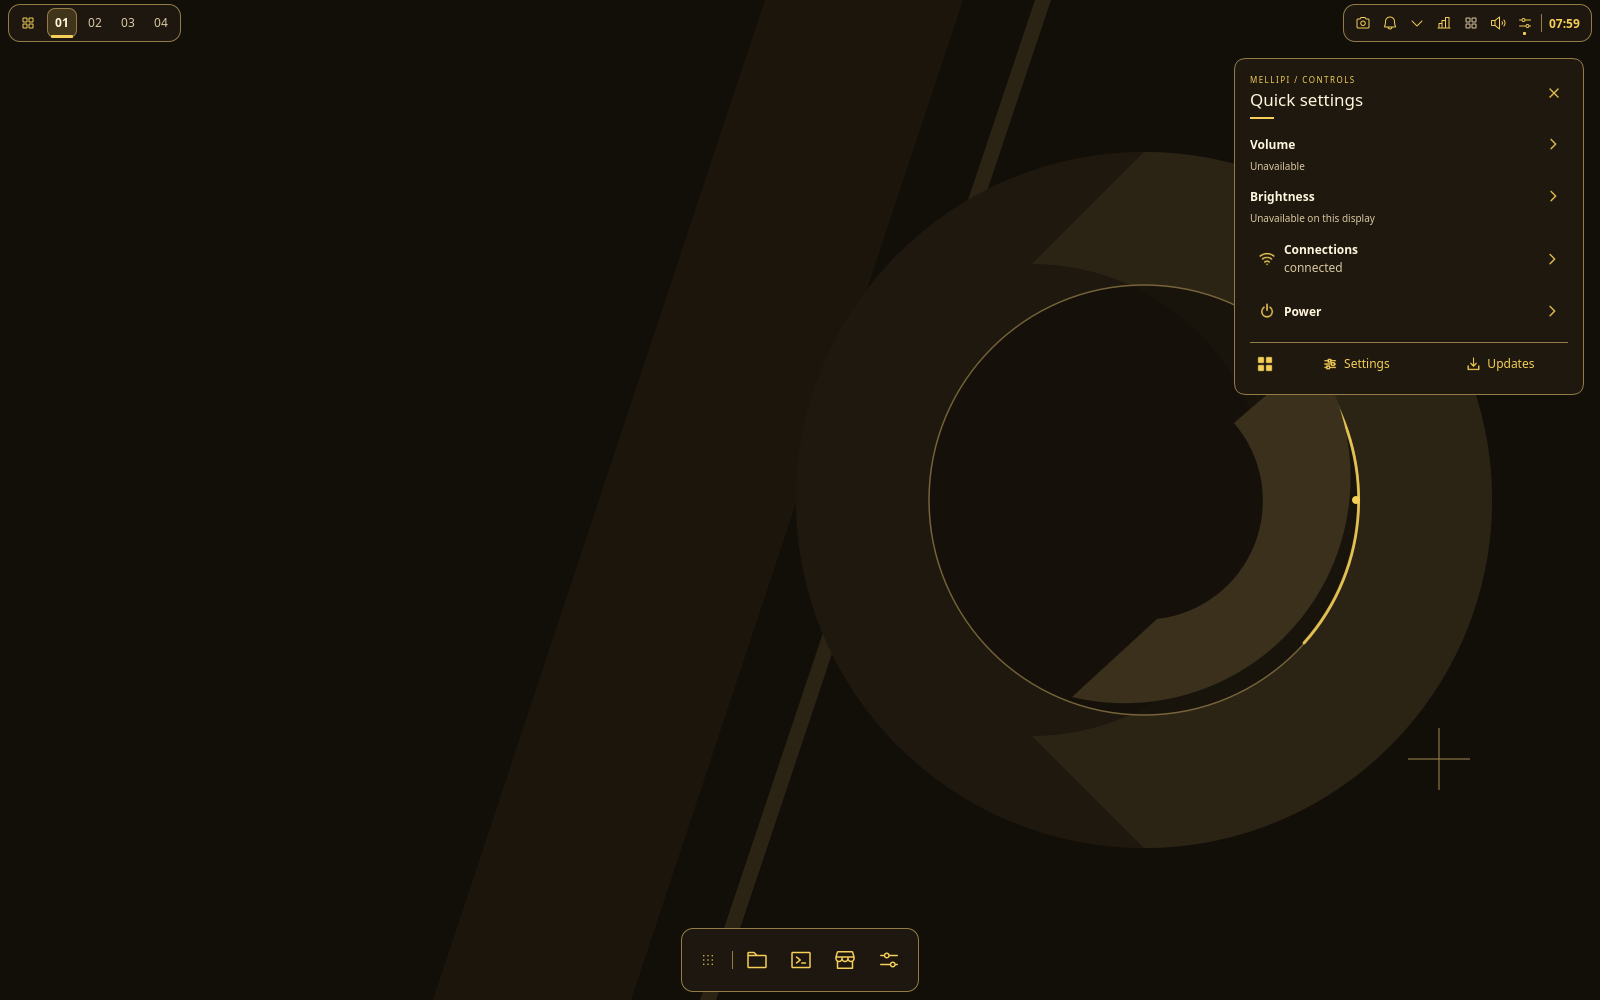 01 02 03 04
07:59
MELLIPI / CONTROLS
Quick settings
Volume
Unavailable
Brightness
Unavailable on this display
Connections
connected
Power
Settings Updates